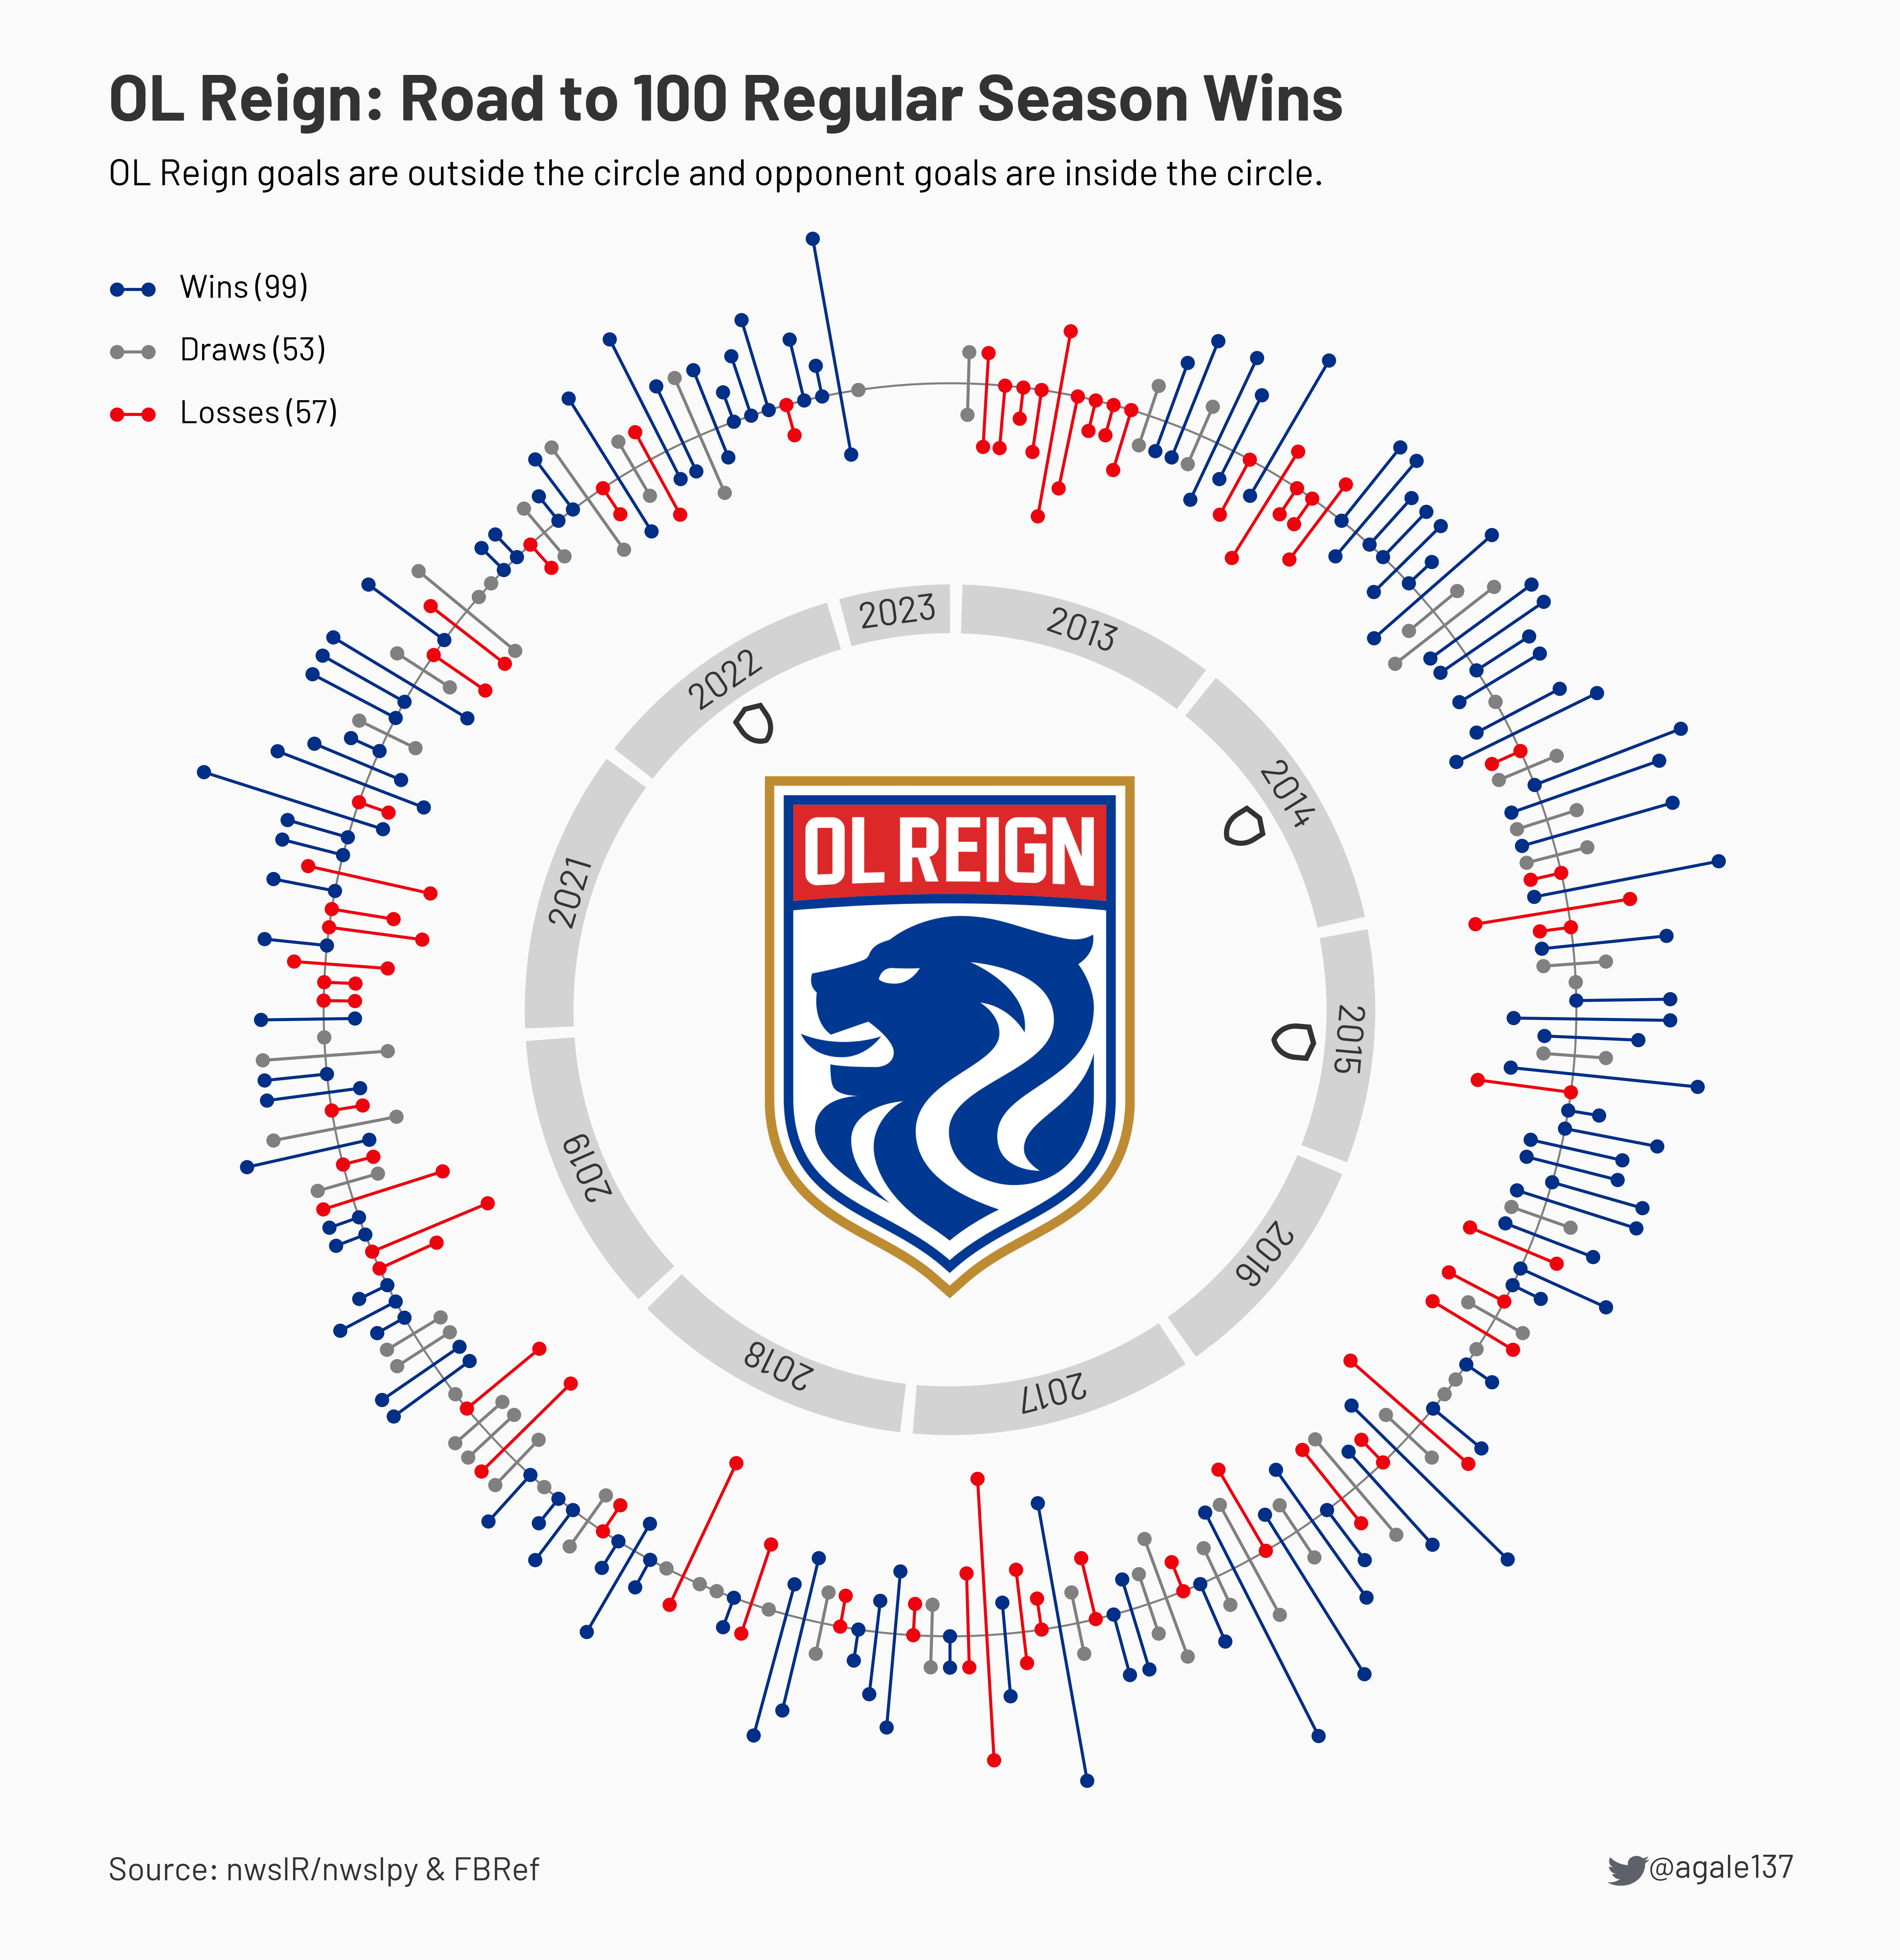 OL Reign: Road to 100 Regular Season Wins
OL Reign goals are outside the circle and opponent goals are inside the circle.
Wins (99)
Draws (53)
Losses (57)
2023
2013
2022
2014
2021
2015
2019
2016
2018
2017
OL REIGN
Source: nwslR/nwslpy & FBRef
@agale137